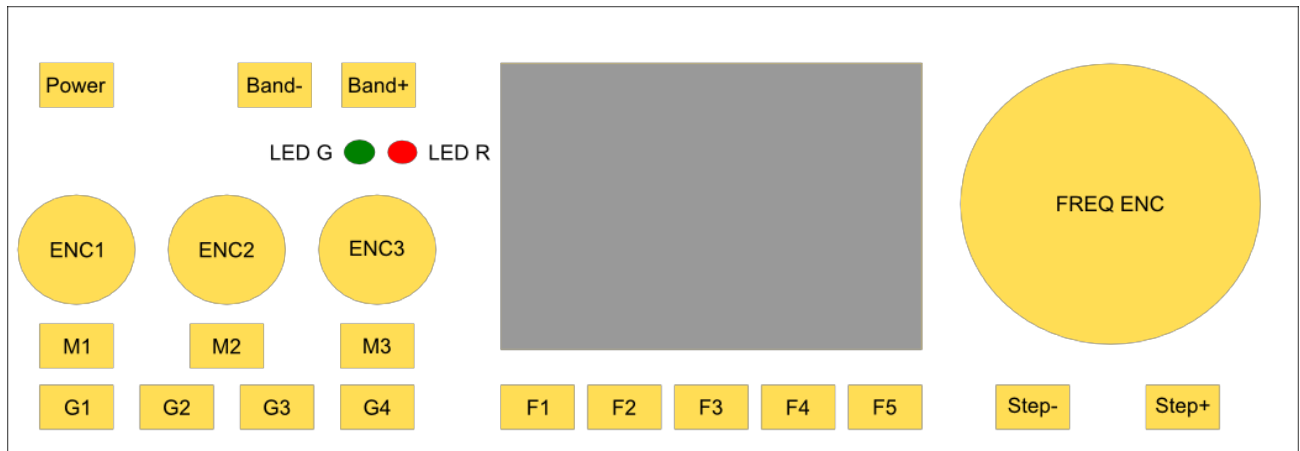 Power Band- Band+
LED G LED R
ENC1 ENC2 ENC3 FREQ ENC
M1 M2 M3
G1 G2 G3 G4 F1 F2 F3 F4 F5 Step- Step+